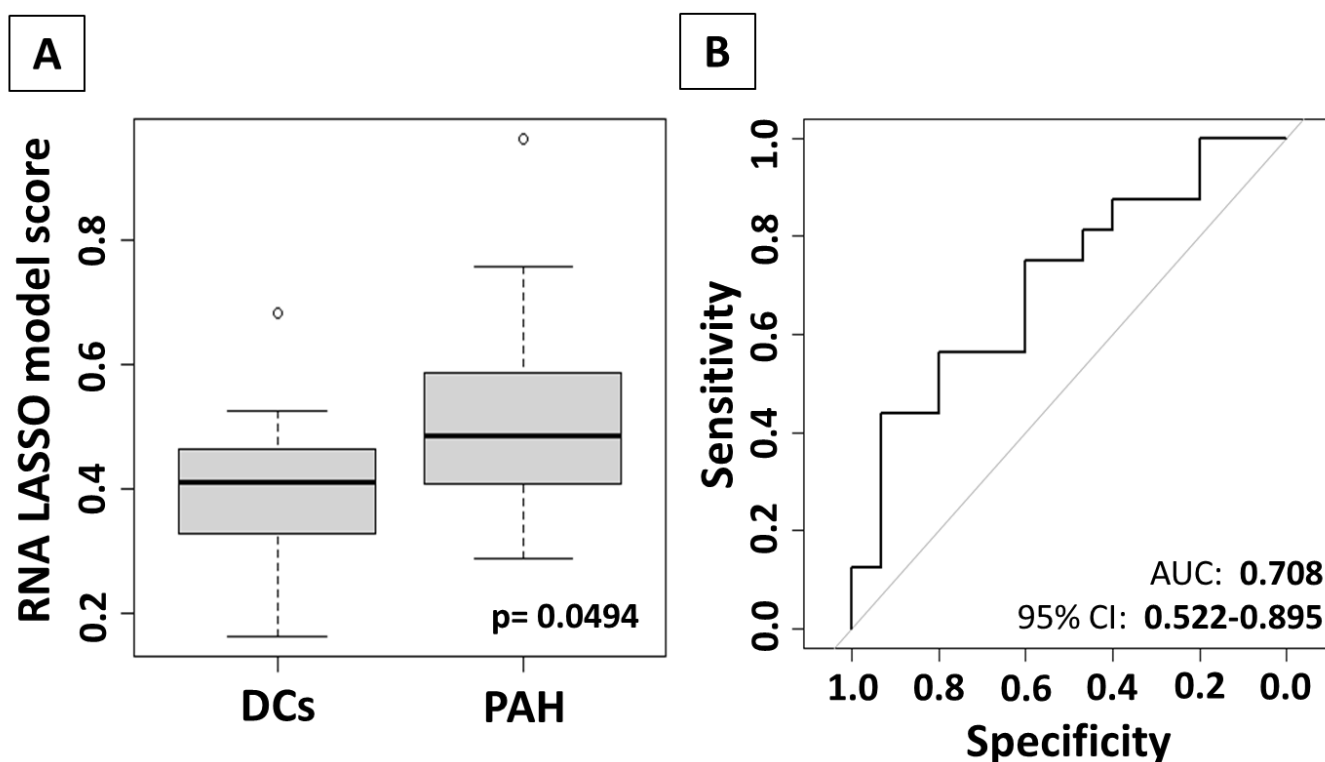 A
RNA LASSO model score
0.8
0.6
0.4
0.2
p= 0.0494
DCs
PAH
B
Sensitivity
1.0
0.8
0.6
0.4
0.2
0.0
AUC: 0.708
95% CI: 0.522-0.895
1.0 0.8 0.6 0.4 0.2 0.0
Specificity